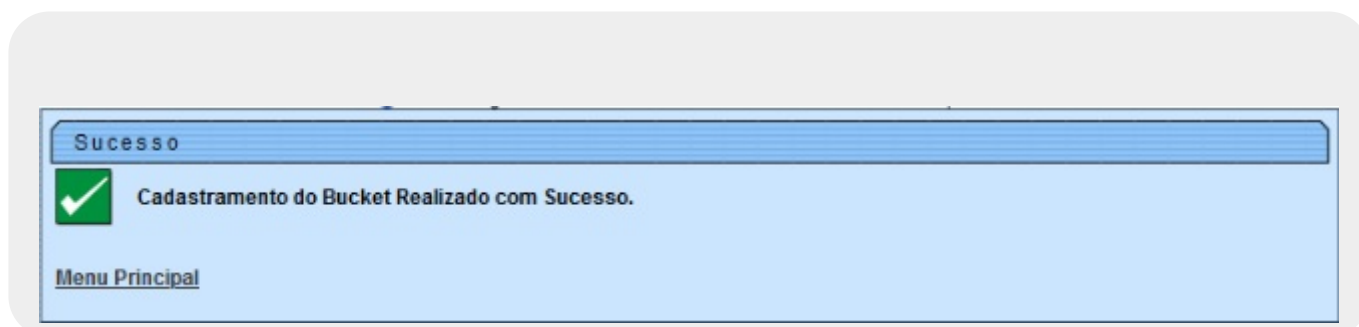 Sucesso
Cadastramento do Bucket Realizado com Sucesso.
Menu Principal